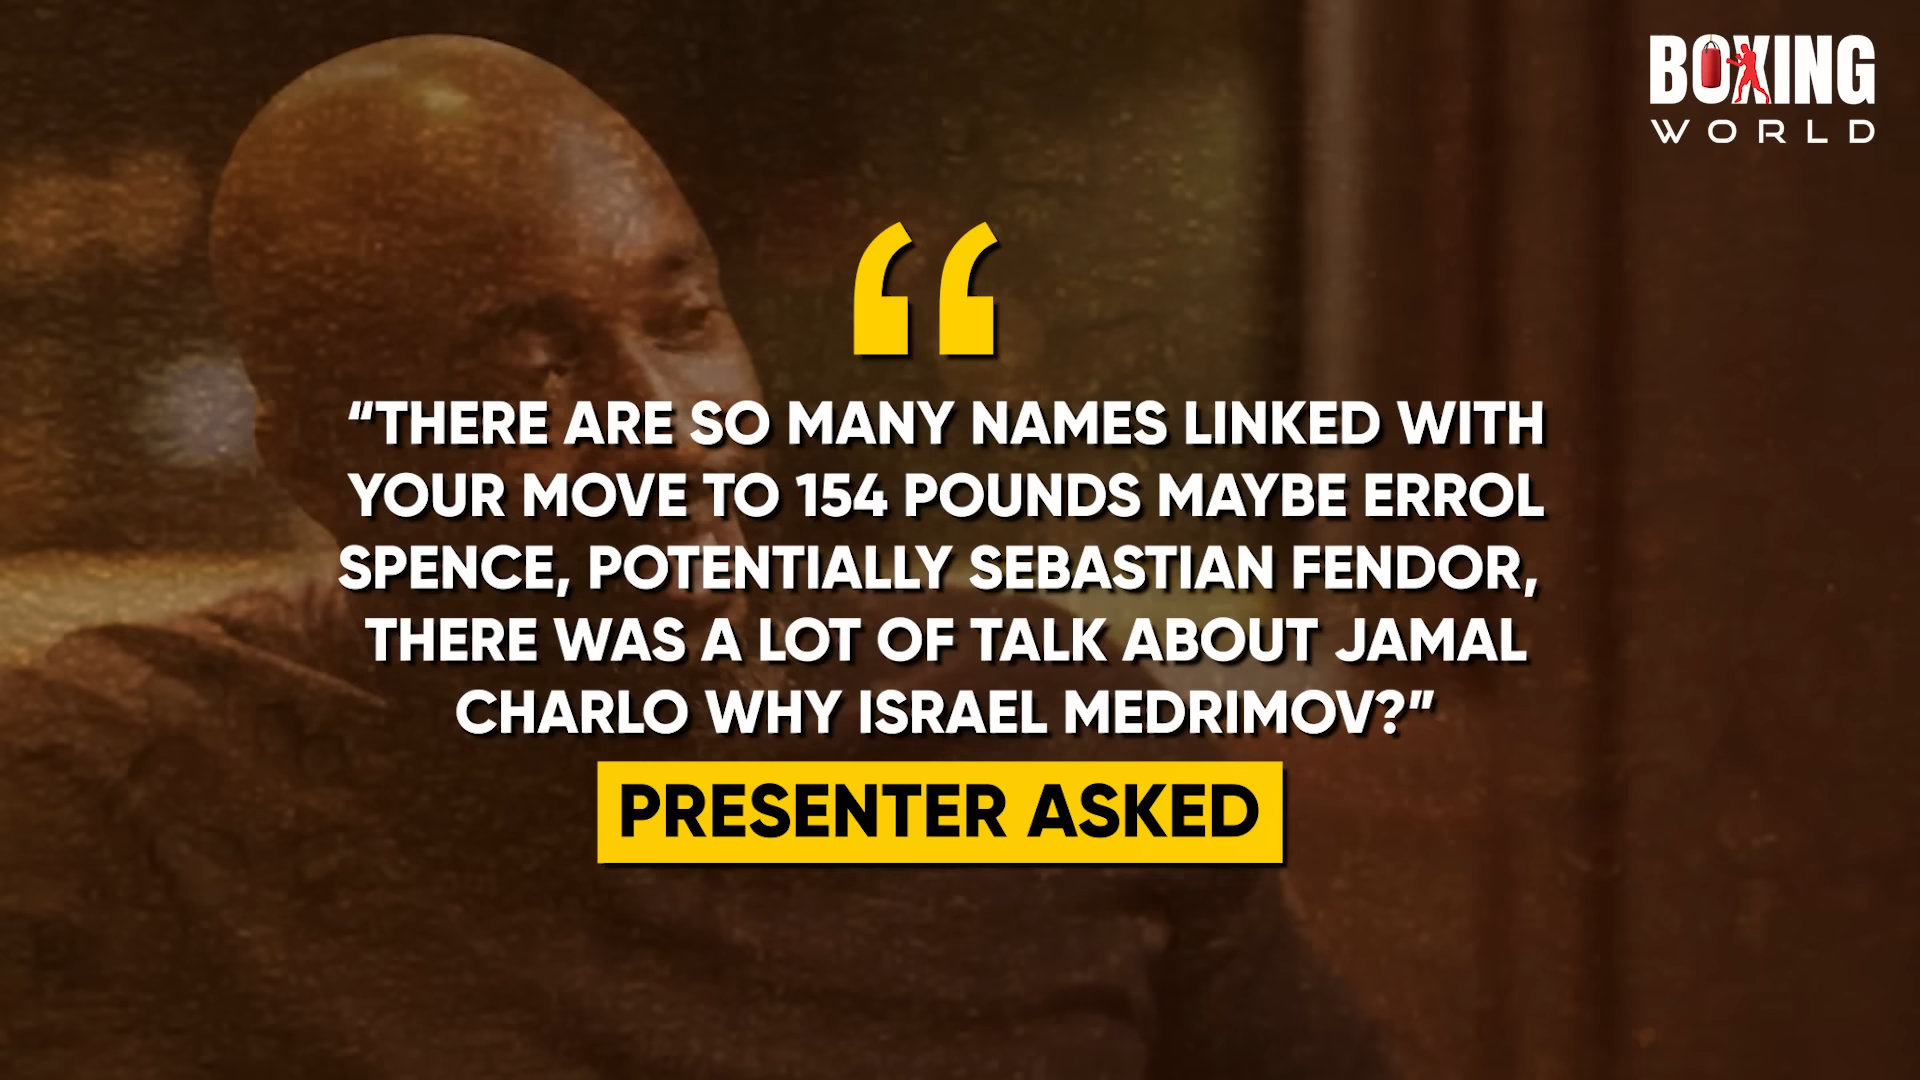 BOXING
WORLD
“THERE ARE SO MANY NAMES LINKED WITH
YOUR MOVE TO 154 POUNDS MAYBE ERROL
SPENCE, POTENTIALLY SEBASTIAN FENDOR,
THERE WAS A LOT OF TALK ABOUT JAMAL
CHARLO WHY ISRAEL MEDRIMOV?”
PRESENTER ASKED